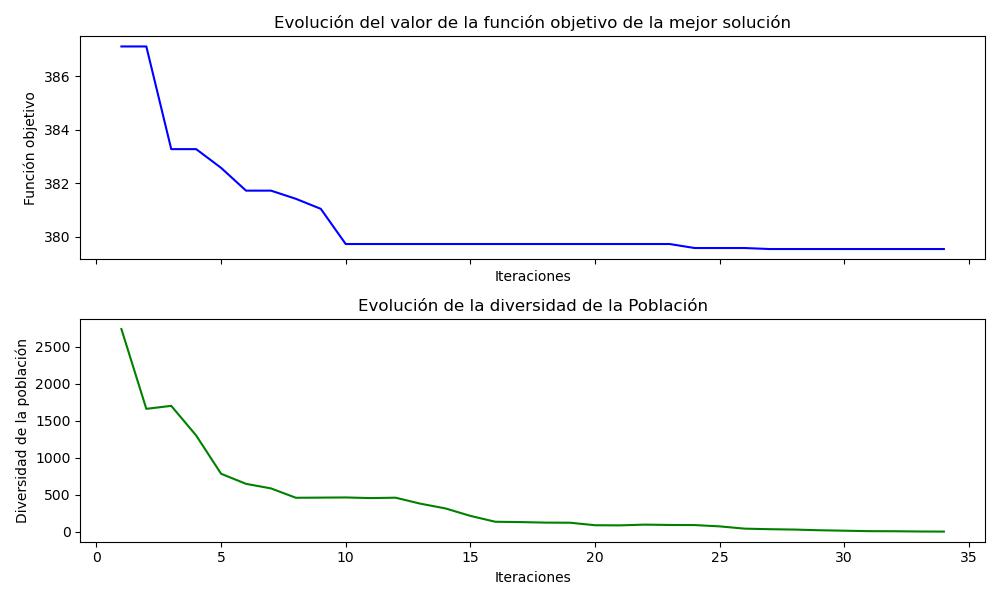 Evolución del valor de la función objetivo de la mejor solución
Función objetivo
386
384
382
380
Iteraciones
Evolución de la diversidad de la Población
Diversidad de la población
2500
2000
1500
1000
500
0
0 5 10 15 20 25 30 35
Iteraciones